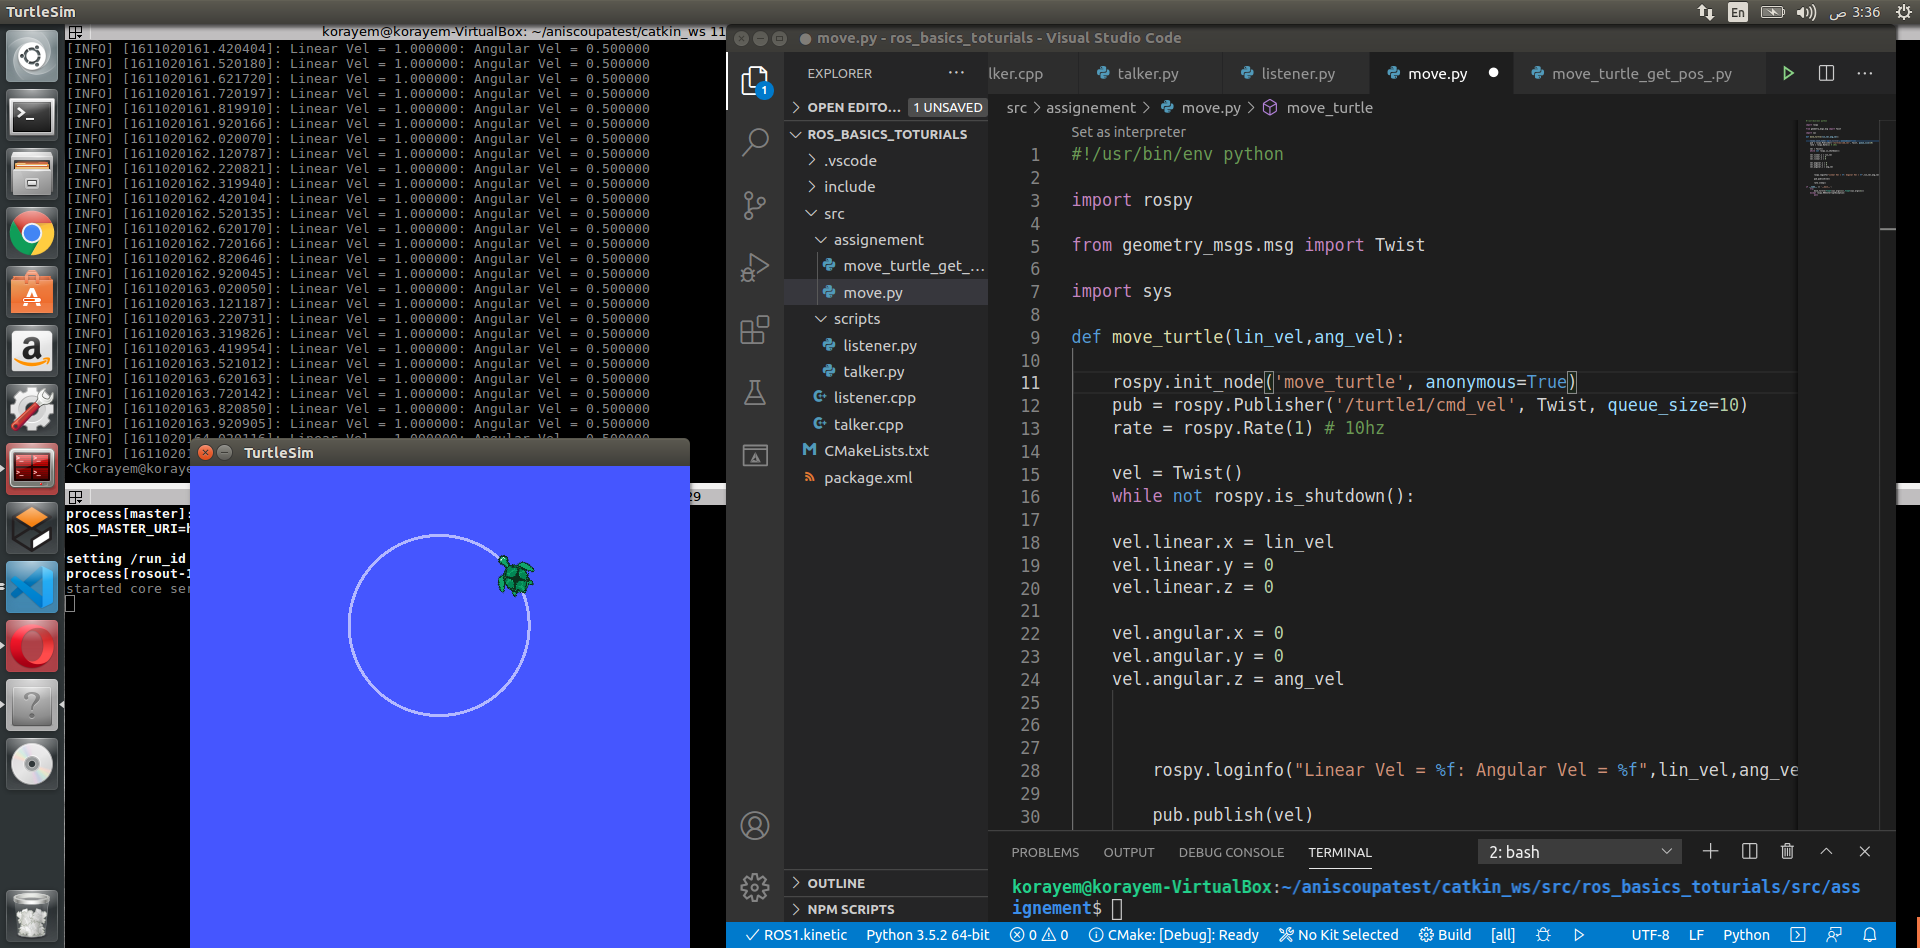 TurtleSim
En
ص 3:36
korayem@korayem-VirtualBox: ~/aniscoupatest/catkin_ws 11
[INFO] [1611020161.420404]: Linear Vel = 1.000000: Angular Vel = 0.500000
[INFO] [1611020161.520180]: Linear Vel = 1.000000: Angular Vel = 0.500000
[INFO] [1611020161.621720]: Linear Vel = 1.000000: Angular Vel = 0.500000
[INFO] [1611020161.720197]: Linear Vel = 1.000000: Angular Vel = 0.500000
[INFO] [1611020161.819910]: Linear Vel = 1.000000: Angular Vel = 0.500000
[INFO] [1611020161.920166]: Linear Vel = 1.000000: Angular Vel = 0.500000
[INFO] [1611020162.020070]: Linear Vel = 1.000000: Angular Vel = 0.500000
[INFO] [1611020162.120787]: Linear Vel = 1.000000: Angular Vel = 0.500000
[INFO] [1611020162.220821]: Linear Vel = 1.000000: Angular Vel = 0.500000
[INFO] [1611020162.319940]: Linear Vel = 1.000000: Angular Vel = 0.500000
[INFO] [1611020162.420104]: Linear Vel = 1.000000: Angular Vel = 0.500000
[INFO] [1611020162.520135]: Linear Vel = 1.000000: Angular Vel = 0.500000
[INFO] [1611020162.620170]: Linear Vel = 1.000000: Angular Vel = 0.500000
[INFO] [1611020162.720166]: Linear Vel = 1.000000: Angular Vel = 0.500000
[INFO] [1611020162.820646]: Linear Vel = 1.000000: Angular Vel = 0.500000
[INFO] [1611020162.920045]: Linear Vel = 1.000000: Angular Vel = 0.500000
[INFO] [1611020163.020050]: Linear Vel = 1.000000: Angular Vel = 0.500000
[INFO] [1611020163.121187]: Linear Vel = 1.000000: Angular Vel = 0.500000
[INFO] [1611020163.220731]: Linear Vel = 1.000000: Angular Vel = 0.500000
[INFO] [1611020163.319826]: Linear Vel = 1.000000: Angular Vel = 0.500000
[INFO] [1611020163.419954]: Linear Vel = 1.000000: Angular Vel = 0.500000
[INFO] [1611020163.521012]: Linear Vel = 1.000000: Angular Vel = 0.500000
[INFO] [1611020163.620163]: Linear Vel = 1.000000: Angular Vel = 0.500000
[INFO] [1611020163.720142]: Linear Vel = 1.000000: Angular Vel = 0.500000
[INFO] [1611020163.820850]: Linear Vel = 1.000000: Angular Vel = 0.500000
[INFO] [1611020163.920905]: Linear Vel = 1.000000: Angular Vel = 0.500000
[INFO] [1611020164.020116]: Linear Vel = 1.000000: Angular Vel = 0.500000
[INFO] [16110201
^Ckorayem@koraye
TurtleSim
29
process[master]:
ROS_MASTER_URI=h
setting /run_id
process[rosout-1
started core ser
move.py - ros_basics_toturials - Visual Studio Code
EXPLORER
1
OPEN EDITO... 1 UNSAVED
ROS_BASICS_TOTURIALS
.vscode
include
src
assignement
move_turtle_get_...
move.py
scripts
listener.py
talker.py
listener.cpp
talker.cpp
CMakeLists.txt
package.xml
OUTLINE
NPM SCRIPTS
lker.cpp talker.py listener.py move.py move_turtle_get_pos_.py
src > assignement > move.py > move_turtle
Set as interpreter
1 #!/usr/bin/env python
2
3 import rospy
4
5 from geometry_msgs.msg import Twist
6
7 import sys
8
9 def move_turtle(lin_vel,ang_vel):
10
11 rospy.init_node('move_turtle', anonymous=True)
12 pub = rospy.Publisher('/turtle1/cmd_vel', Twist, queue_size=10)
13 rate = rospy.Rate(1) # 10hz
14
15 vel = Twist()
16 while not rospy.is_shutdown():
17
18 vel.linear.x = lin_vel
19 vel.linear.y = 0
20 vel.linear.z = 0
21
22 vel.angular.x = 0
23 vel.angular.y = 0
24 vel.angular.z = ang_vel
25
26
27
28 rospy.loginfo("Linear Vel = %f: Angular Vel = %f",lin_vel,ang_ve
29
30 pub.publish(vel)
PROBLEMS OUTPUT DEBUG CONSOLE TERMINAL 2: bash
korayem@korayem-VirtualBox:~/aniscoupatest/catkin_ws/src/ros_basics_toturials/src/ass
ignement$
ROS1.kinetic Python 3.5.2 64-bit 0 0 CMake: [Debug]: Ready No Kit Selected Build [all] UTF-8 LF Python